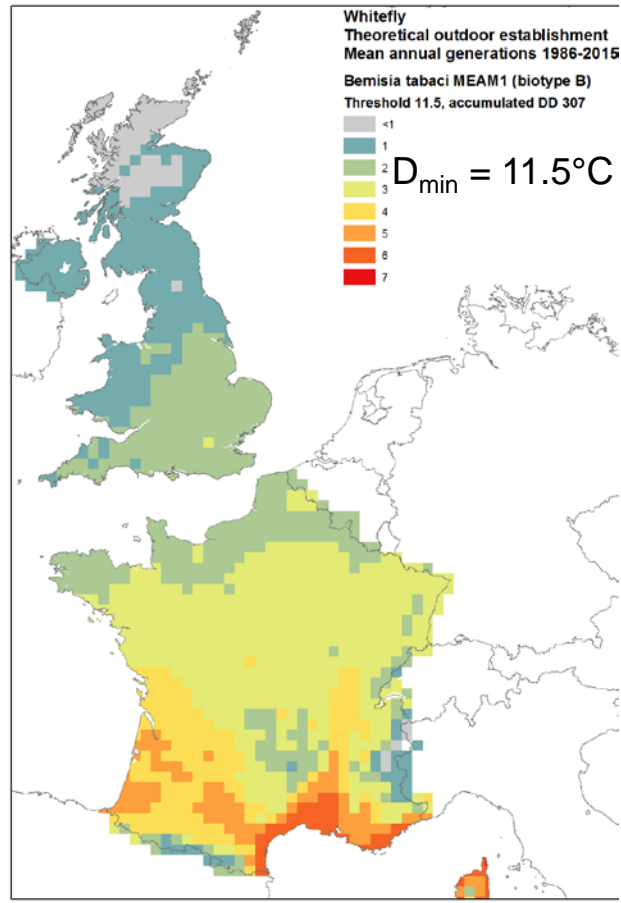 Whitefly
Theoretical outdoor establishment
Mean annual generations 1986-2015
Bemisia tabaci MEAM1 (biotype B)
Threshold 11.5, accumulated DD 307
<1
1
2
3
4
5
6
7
Dmin = 11.5°C